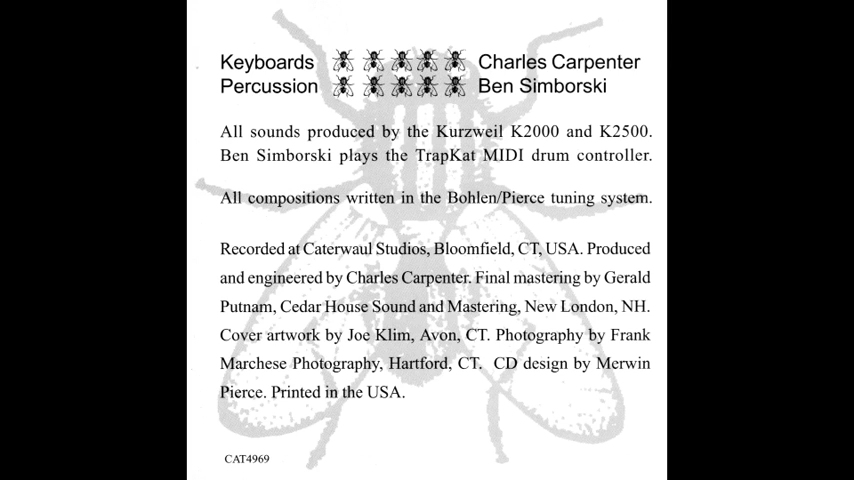 Keyboards Charles Carpenter
Percussion Ben Simborski
All sounds produced by the Kurzweil K2000 and K2500.
Ben Simborski plays the TrapKat MIDI drum controller.
All compositions written in the Bohlen/Pierce tuning system.
Recorded at Caterwaul Studios, Bloomfield, CT, USA. Produced
and engineered by Charles Carpenter. Final mastering by Gerald
Putnam, Cedar House Sound and Mastering, New London, NH.
Cover artwork by Joe Klim, Avon, CT. Photography by Frank
Marchese Photography, Hartford, CT. CD design by Merwin
Pierce. Printed in the USA.
CAT4969